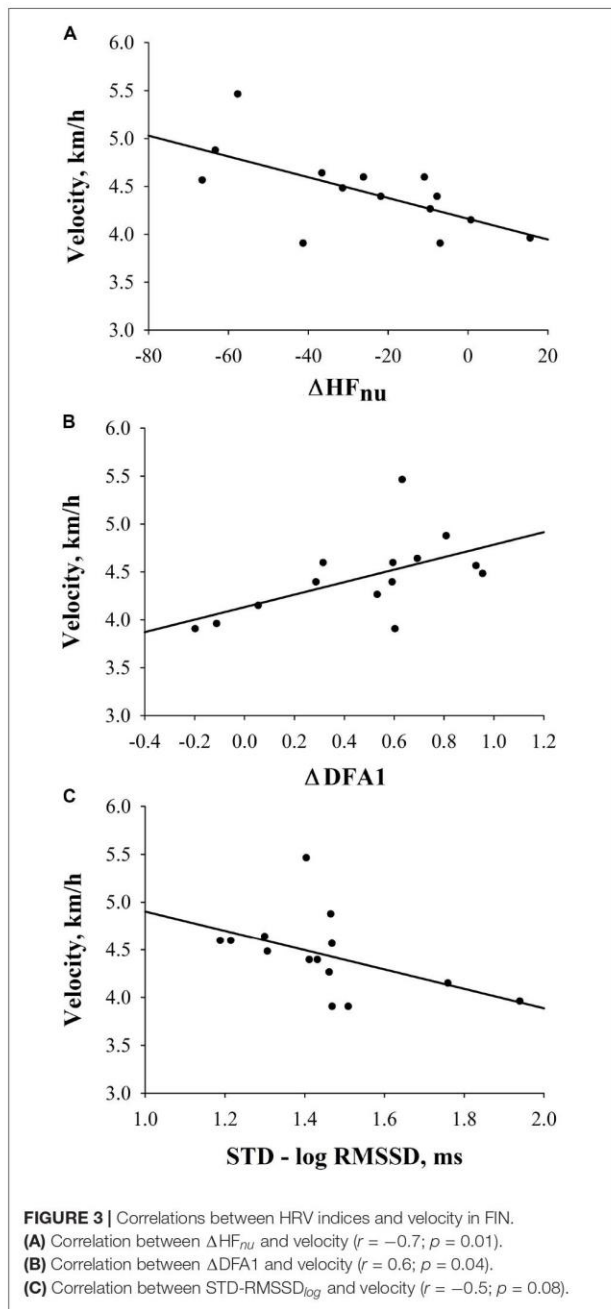 A
6.0
5.5
5.0
4.5
4.0
3.5
3.0
Velocity, km/h
-80 -60 -40 -20 0 20
ΔHFnu
B
6.0
5.5
5.0
4.5
4.0
3.5
3.0
Velocity, km/h
-0.4 -0.2 0.0 0.2 0.4 0.6 0.8 1.0 1.2
ΔDFA1
C
6.0
5.5
5.0
4.5
4.0
3.5
3.0
Velocity, km/h
1.0 1.2 1.4 1.6 1.8 2.0
STD - log RMSSD, ms
FIGURE 3 | Correlations between HRV indices and velocity in FIN.
(A) Correlation between ΔHFnu and velocity (r = −0.7; p = 0.01).
(B) Correlation between ΔDFA1 and velocity (r = 0.6; p = 0.04).
(C) Correlation between STD-RMSSDlog and velocity (r = −0.5; p = 0.08).